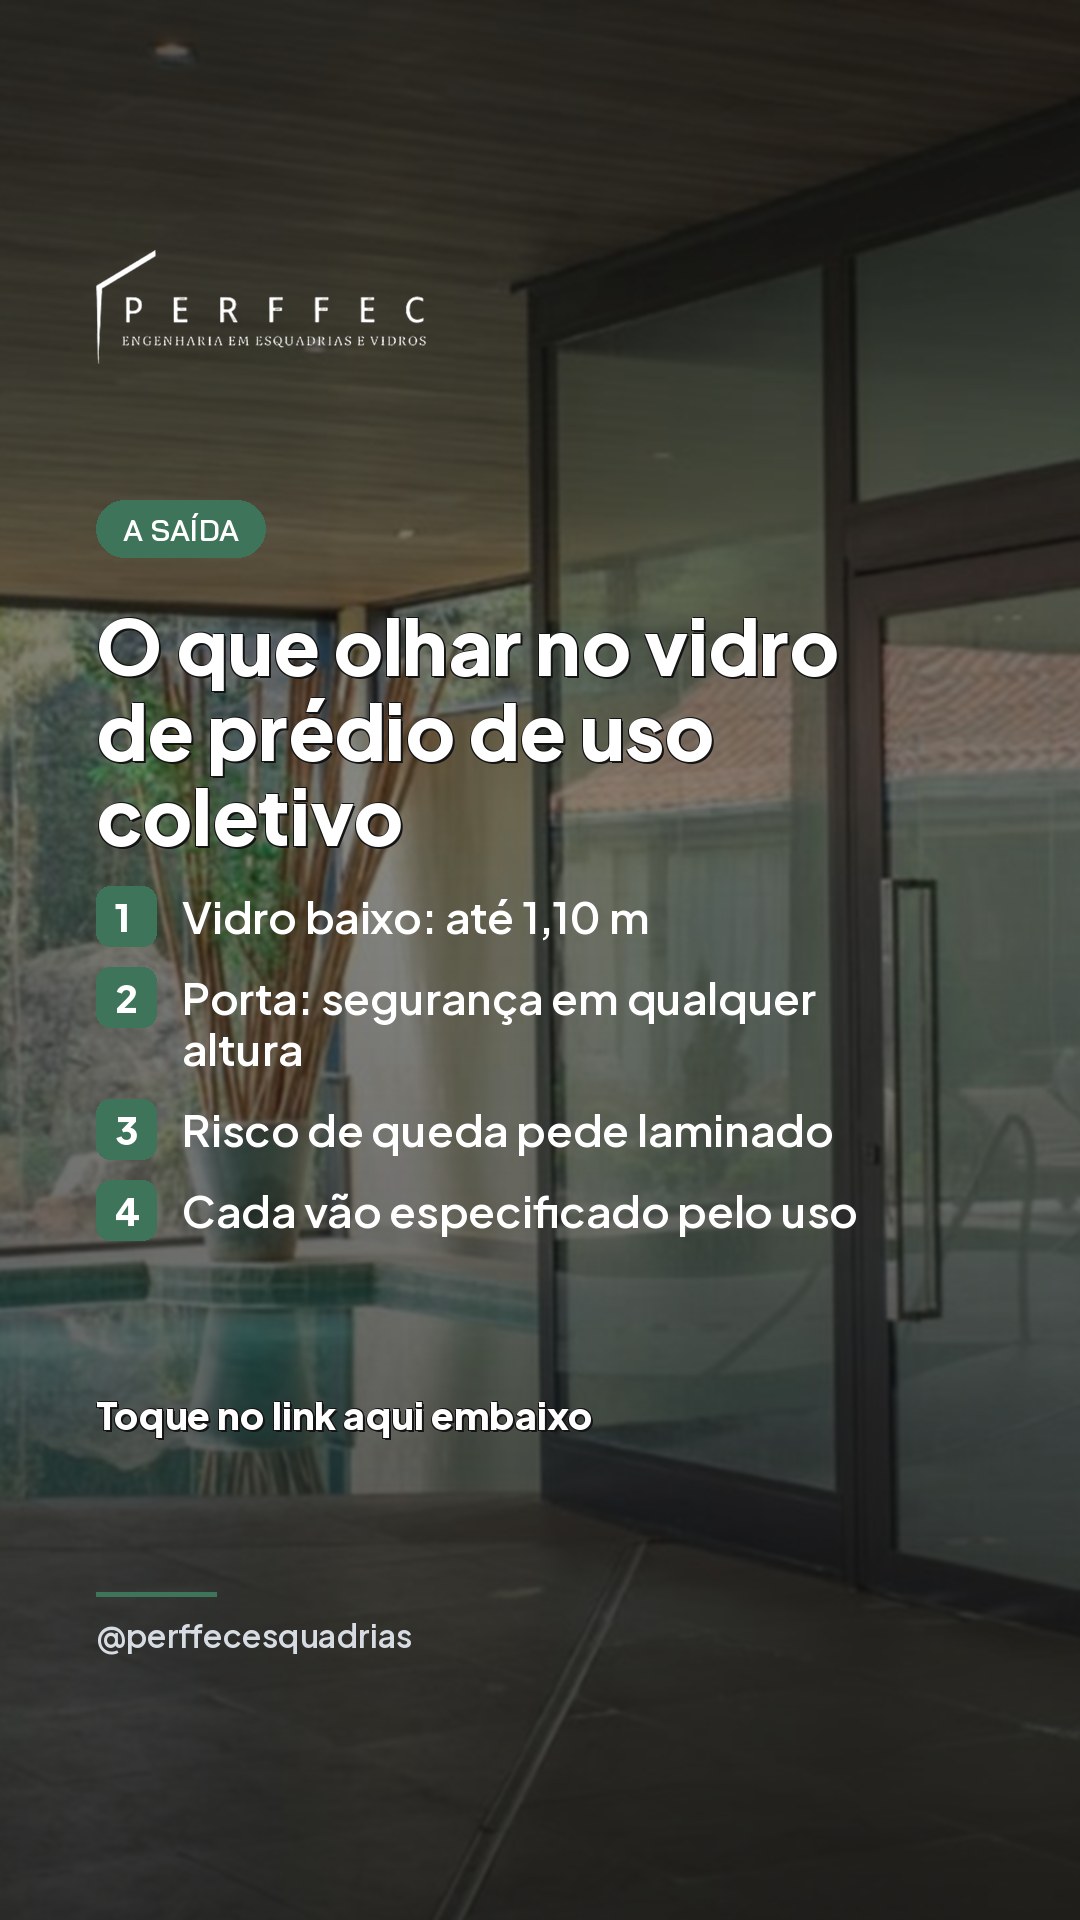 PERFFEC
ENGENHARIA EM ESQUADRIAS E VIDROS
A SAÍDA
O que olhar no vidro
de prédio de uso
coletivo
1 Vidro baixo: até 1,10 m
2 Porta: segurança em qualquer
altura
3 Risco de queda pede laminado
4 Cada vão especificado pelo uso
Toque no link aqui embaixo
@perffecesquadrias